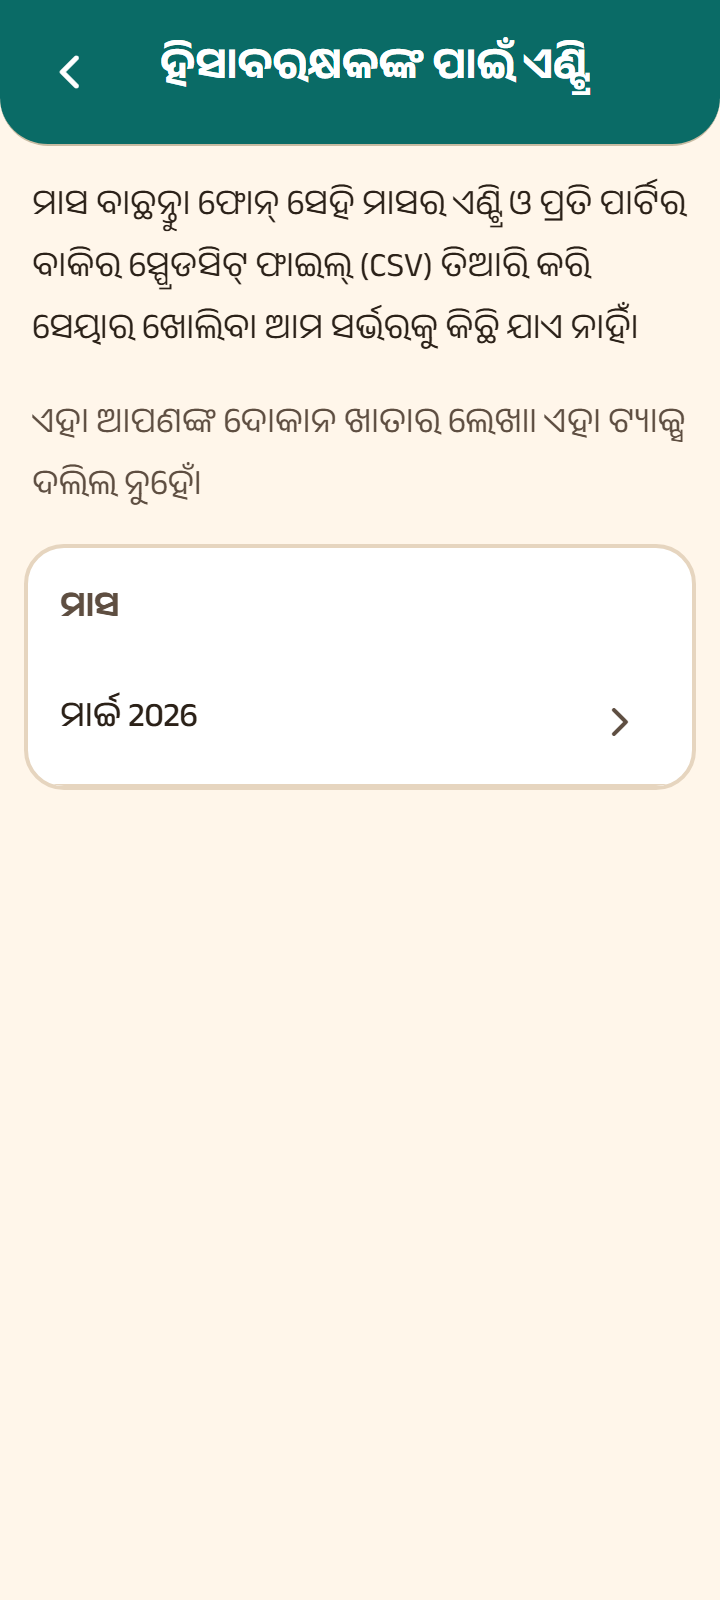 ହିସାବରକ୍ଷକଙ୍କ ପାଇଁ ଏଣ୍ଟ୍ରି
ମାସ ବାଛନ୍ତୁ। ଫୋନ୍ ସେହି ମାସର ଏଣ୍ଟ୍ରି ଓ ପ୍ରତି ପାର୍ଟିର
ବାକିର ସ୍ପ୍ରେଡସିଟ୍ ଫାଇଲ୍ (CSV) ତିଆରି କରି
ସେୟାର ଖୋଲିବ। ଆମ ସର୍ଭରକୁ କିଛି ଯାଏ ନାହିଁ।
ଏହା ଆପଣଙ୍କ ଦୋକାନ ଖାତାର ଲେଖା। ଏହା ଟ୍ୟାକ୍ସ
ଦଲିଲ ନୁହେଁ।
ମାସ
ମାର୍ଚ୍ଚ 2026